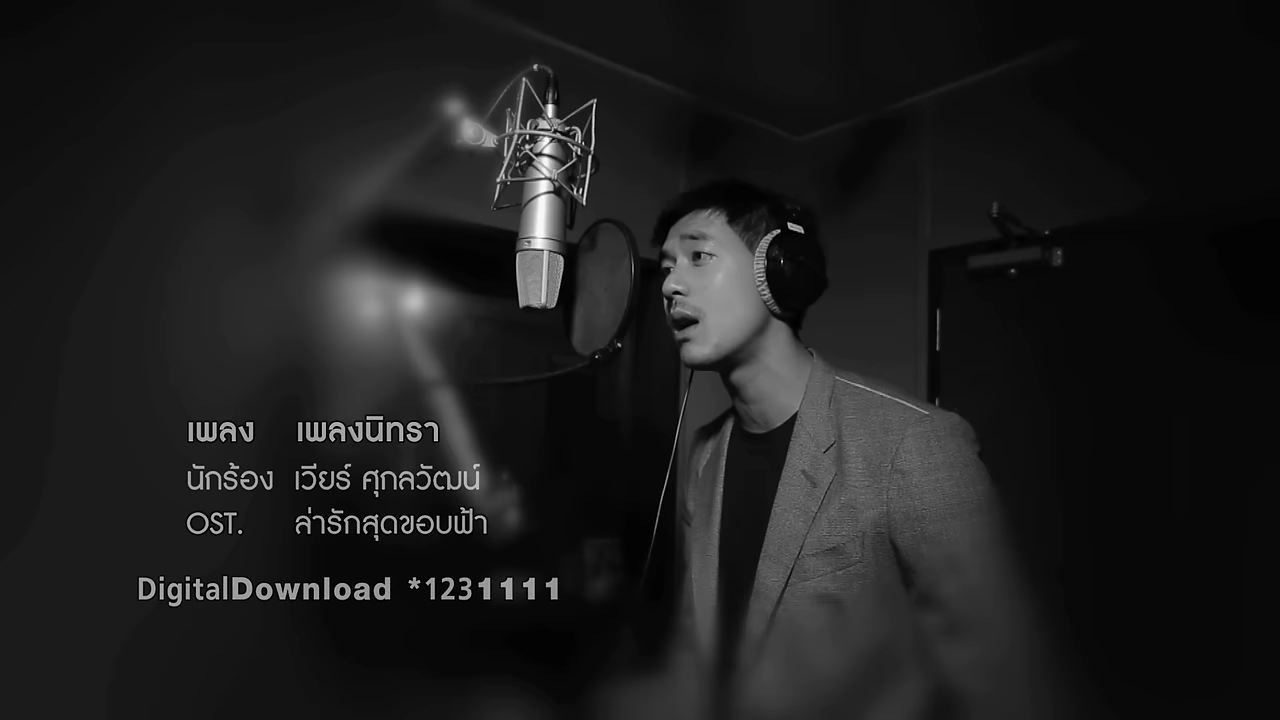 เพลง เพลงนิทรา
นักร้อง เวียร์ ศุกลวัฒน์
OST. ล่ารักสุดขอบฟ้า
DigitalDownload *1231111